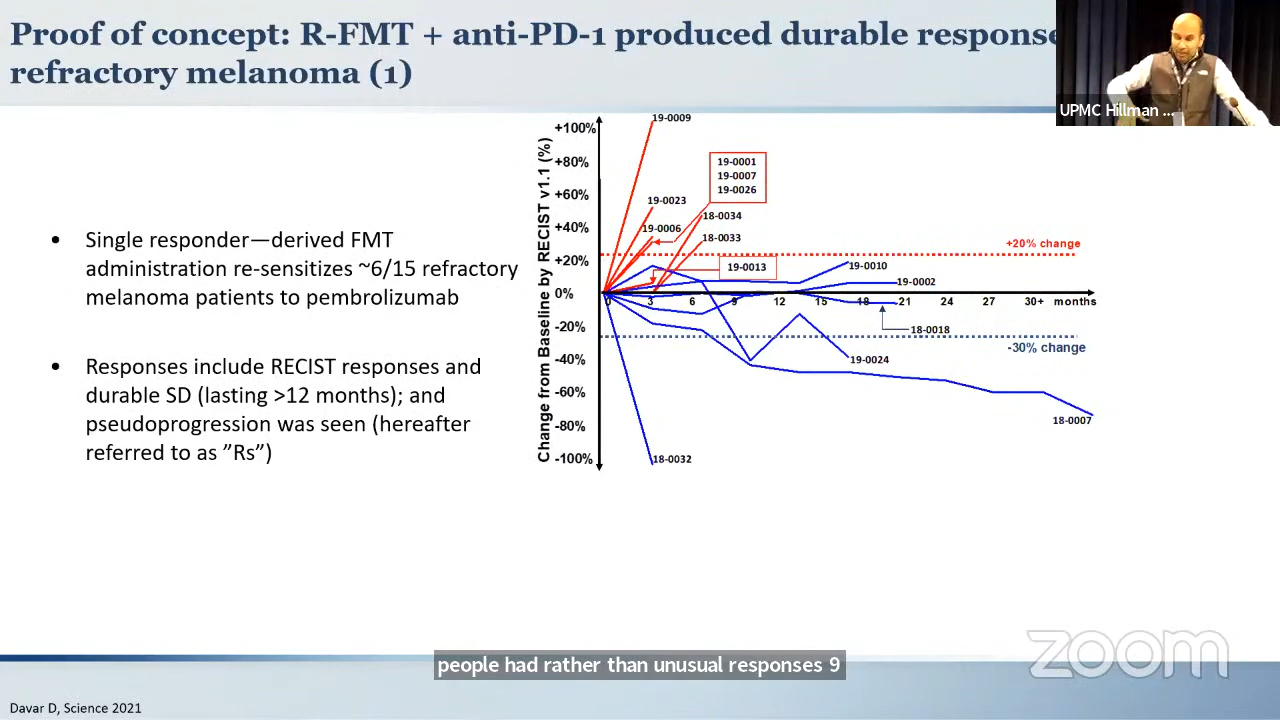 Proof of concept: R-FMT + anti-PD-1 produced durable response
refractory melanoma (1)
UPMC Hillman ...
• Single responder—derived FMT
administration re-sensitizes ~6/15 refractory
melanoma patients to pembrolizumab
• Responses include RECIST responses and
durable SD (lasting >12 months); and
pseudoprogression was seen (hereafter
referred to as ”Rs”)
Change from Baseline by RECIST v1.1 (%)
+100%
+80%
+60%
+40%
+20%
0%
-20%
-40%
-60%
-80%
-100%
19-0009
19-0001
19-0007
19-0026
19-0023
18-0034
19-0006
18-0033
+20% change
19-0013
19-0010
19-0002
0 3 6 9 12 15 18 21 24 27 30+ months
18-0018
-30% change
19-0024
18-0007
18-0032
zoom
people had rather than unusual responses 9
Davar D, Science 2021